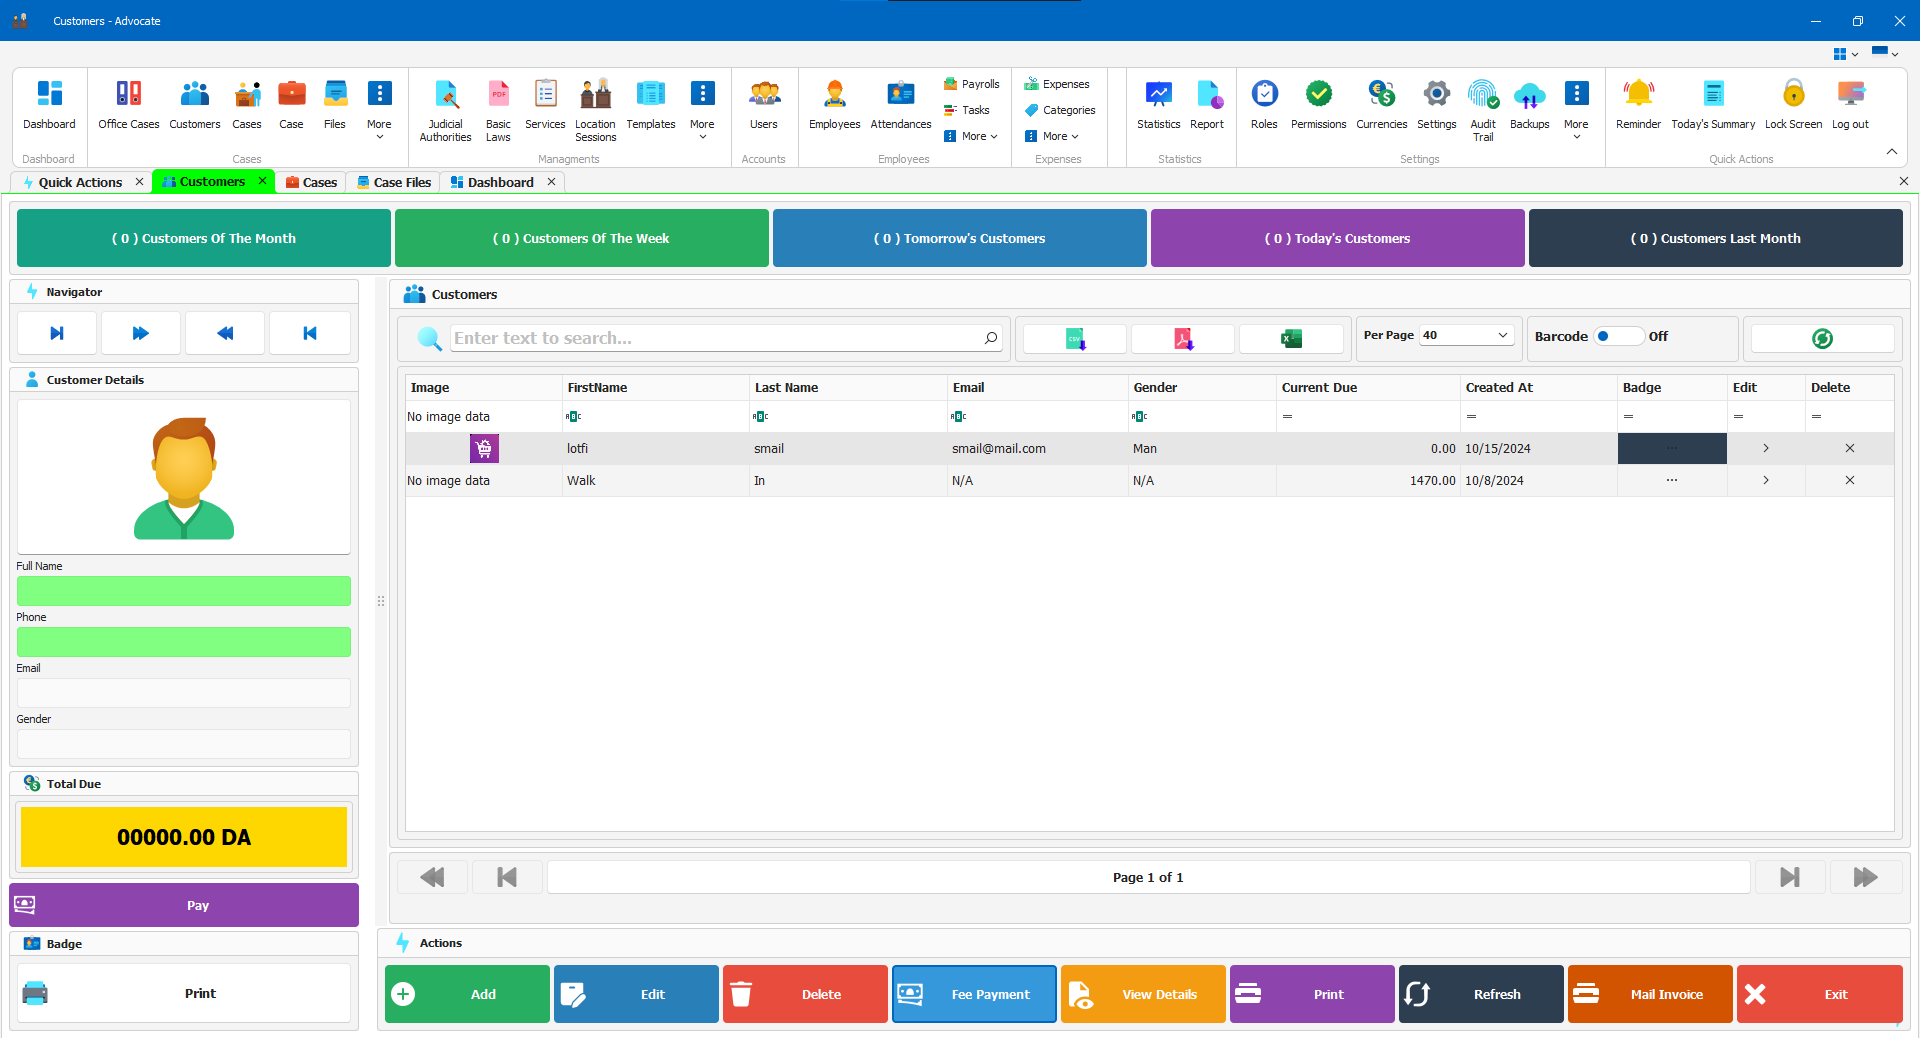 Customers - Advocate
Dashboard
Office Cases
Customers
Cases
Case
Files
More
Judicial Authorities
Basic Laws
Services
Location Sessions
Templates
More
Users
Employees
Attendances
Payrolls
Tasks
More
Expenses
Categories
More
Statistics
Report
Roles
Permissions
Currencies
Settings
Audit Trail
Backups
More
Reminder
Today's Summary
Lock Screen
Log out
Dashboard
Cases
Managments
Accounts
Employees
Expenses
Statistics
Settings
Quick Actions
Quick Actions
Customers
Cases
Case Files
Dashboard
( 0 ) Customers Of The Month
( 0 ) Customers Of The Week
( 0 ) Tomorrow's Customers
( 0 ) Today's Customers
( 0 ) Customers Last Month
Navigator
Customer Details
Full Name
Phone
Email
Gender
Total Due
00000.00 DA
Pay
Badge
Print
Customers
Enter text to search...
CSV
Per Page 40
Barcode Off
Image FirstName Last Name Email Gender Current Due Created At Badge Edit Delete
No image data
lotfi smail smail@mail.com Man 0.00 10/15/2024 ...
No image data Walk In N/A N/A 1470.00 10/8/2024 ...
Page 1 of 1
Actions
Add
Edit
Delete
Fee Payment
View Details
Print
Refresh
Mail Invoice
Exit